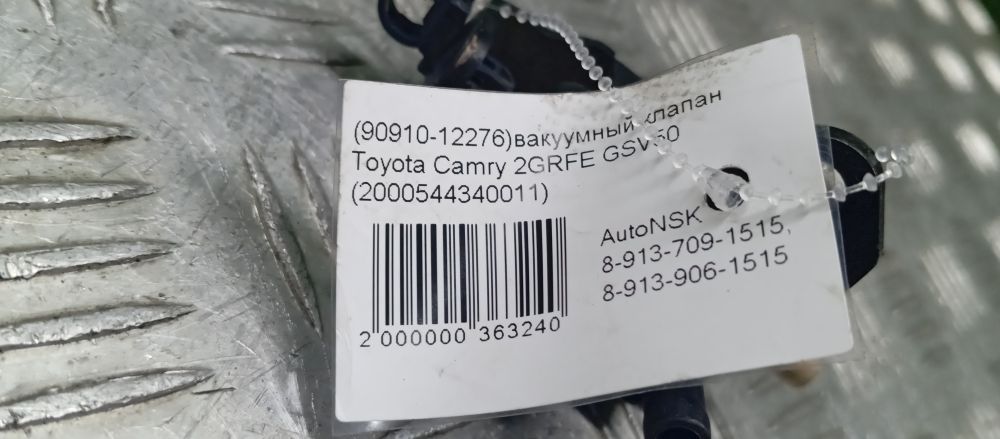 (90910-12276)вакуумный клапан
Toyota Camry 2GRFE GSV50
(2000544340011)
AutoNSK
8-913-709-1515,
8-913-906-1515
2 000000 363240